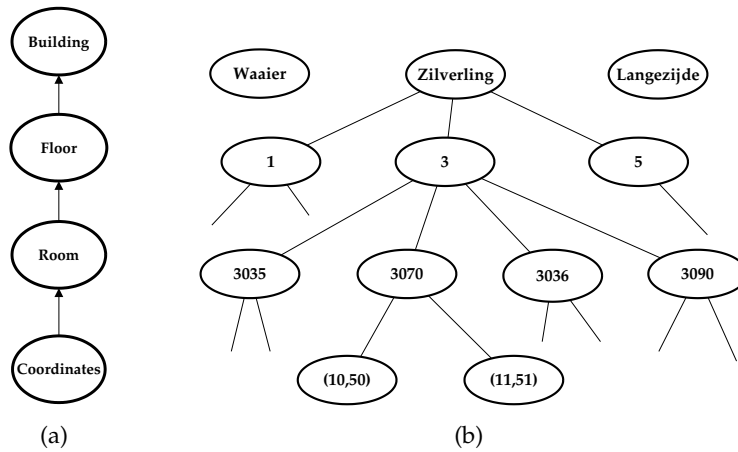 Building
Floor
Room
Coordinates
(a)
Waaier Zilverling Langezijde
1 3 5
3035 3070 3036 3090
(10,50) (11,51)
(b)